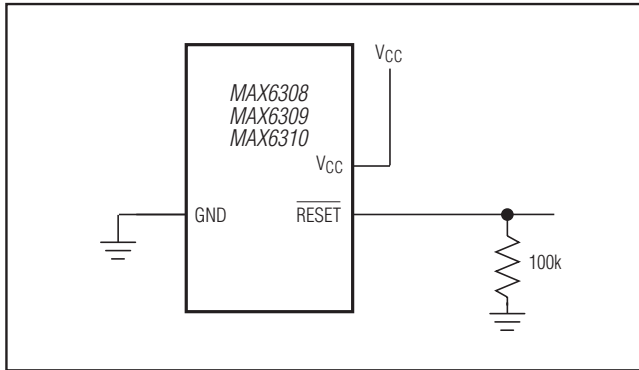 MAX6308
MAX6309
MAX6310
VCC
VCC
GND
RESET
100k